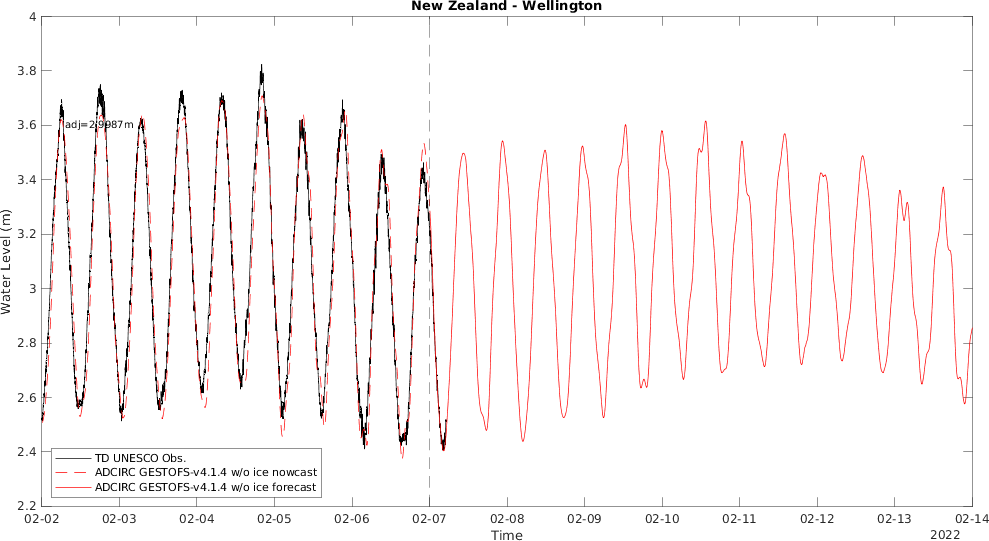 New Zealand - Wellington
4
3.8
3.6
3.4
3.2
3
2.8
2.6
2.4
2.2
Water Level (m)
adj=2.9987m
TD UNESCO Obs.
ADCIRC GESTOFS-v4.1.4 w/o ice nowcast
ADCIRC GESTOFS-v4.1.4 w/o ice forecast
02-02 02-03 02-04 02-05 02-06 02-07 02-08 02-09 02-10 02-11 02-12 02-13 02-14
Time
2022